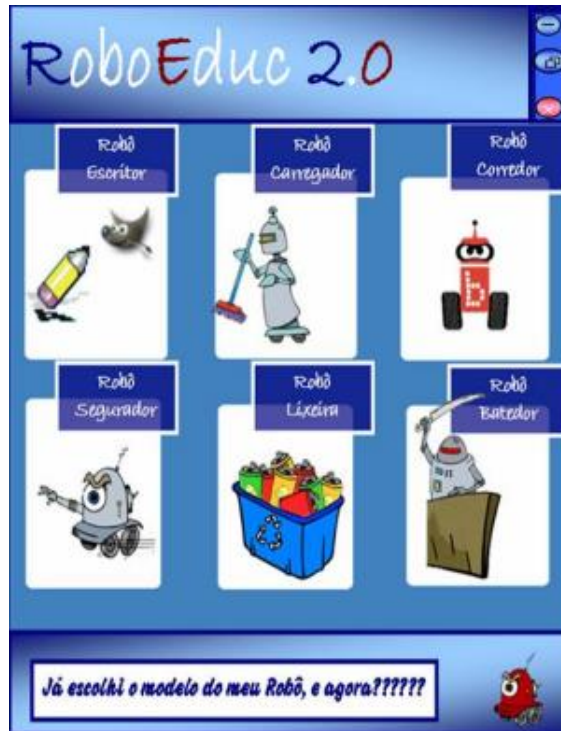 RoboEduc 2.0
Robô
Escritor
Robô
Carregador
Robô
Corredor
Robô
Segurador
Robô
Lixeira
Robô
Batedor
Já escolhi o modelo do meu Robô, e agora??????